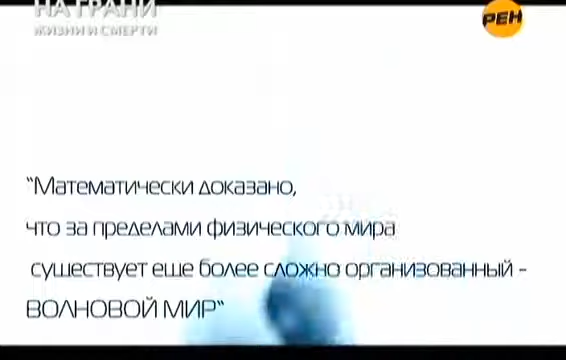 НА ГРАНИ
ЖИЗНИ И СМЕРТИ
РЕН
“Математически доказано,
что за пределами физического мира
существует еще более сложно организованный -
ВОЛНОВОЙ МИР“